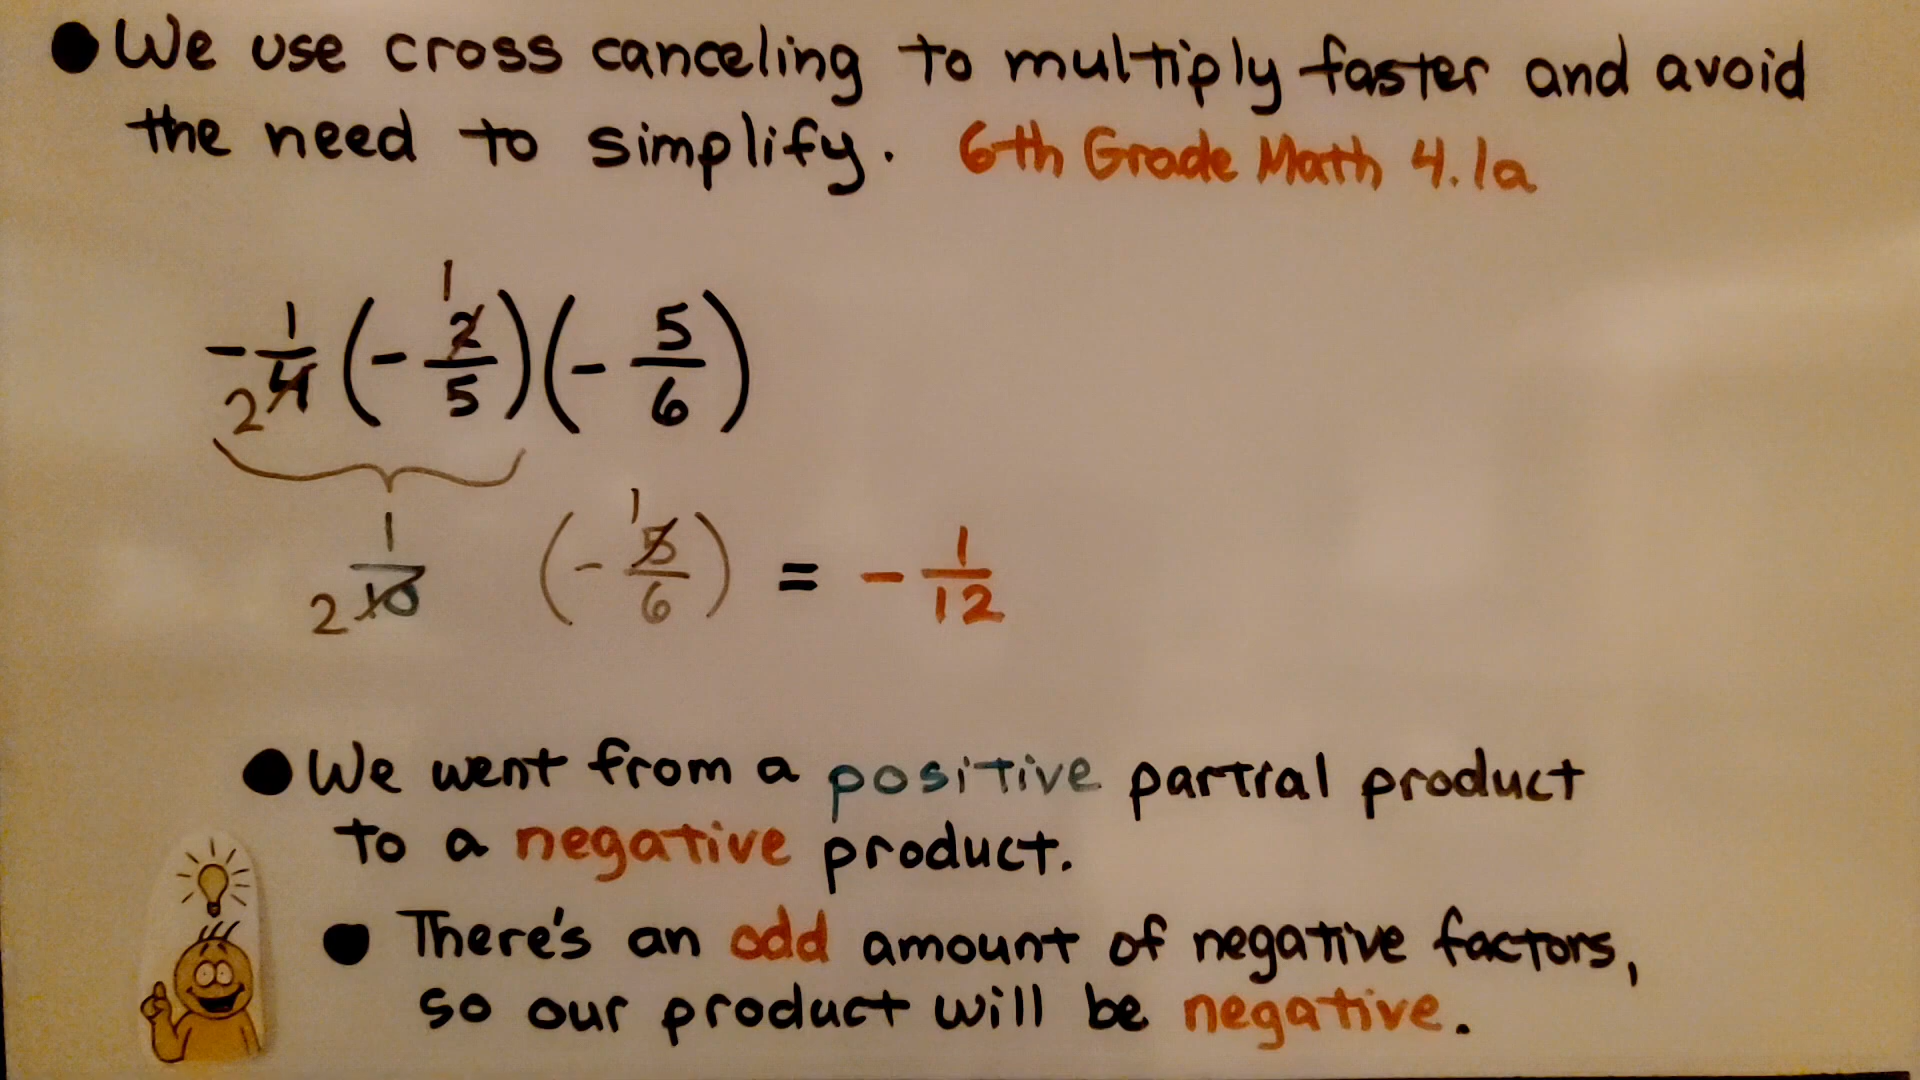 ● We use cross canceling to multiply faster and avoid
the need to simplify. 6th Grade Math 4.1a
1
- 1/4 (- 2/5)(- 5/6)
2
1 1
1/10 (- 5/6) = - 1/12
2
● We went from a positive partial product
to a negative product.
● There's an odd amount of negative factors,
so our product will be negative.